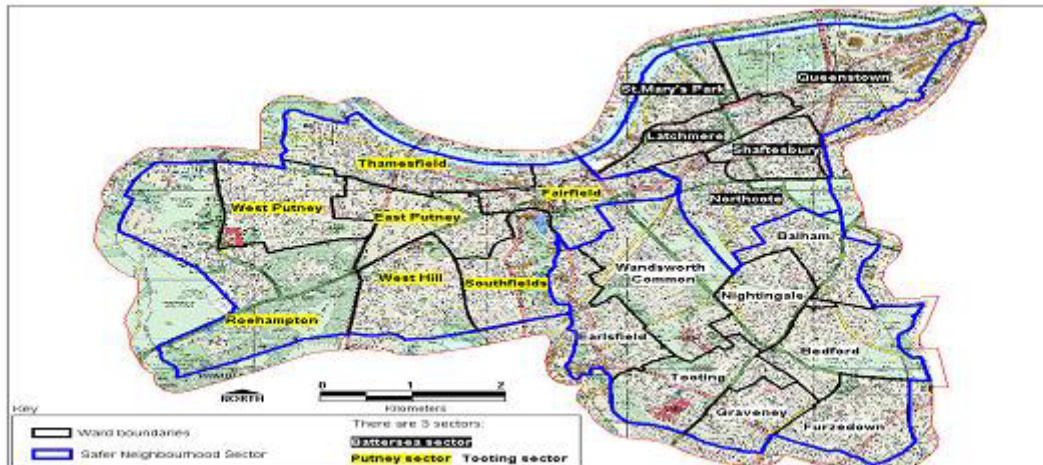 Queenstown
St.Mary's Park
Latchmere
Shaftesbury
Thamesfield
Fairfield
Northcote
West Putney
East Putney
Balham
Wandsworth
Common
West Hill
Southfields
Nightingale
Roehampton
Earlsfield
Bedford
Tooting
Graveney
Furzedown
NORTH
0 1 2
Kilometers
Key
There are 3 sectors:
Ward boundaries
Battersea sector
Safer Neighbourhood Sector
Putney sector Tooting sector